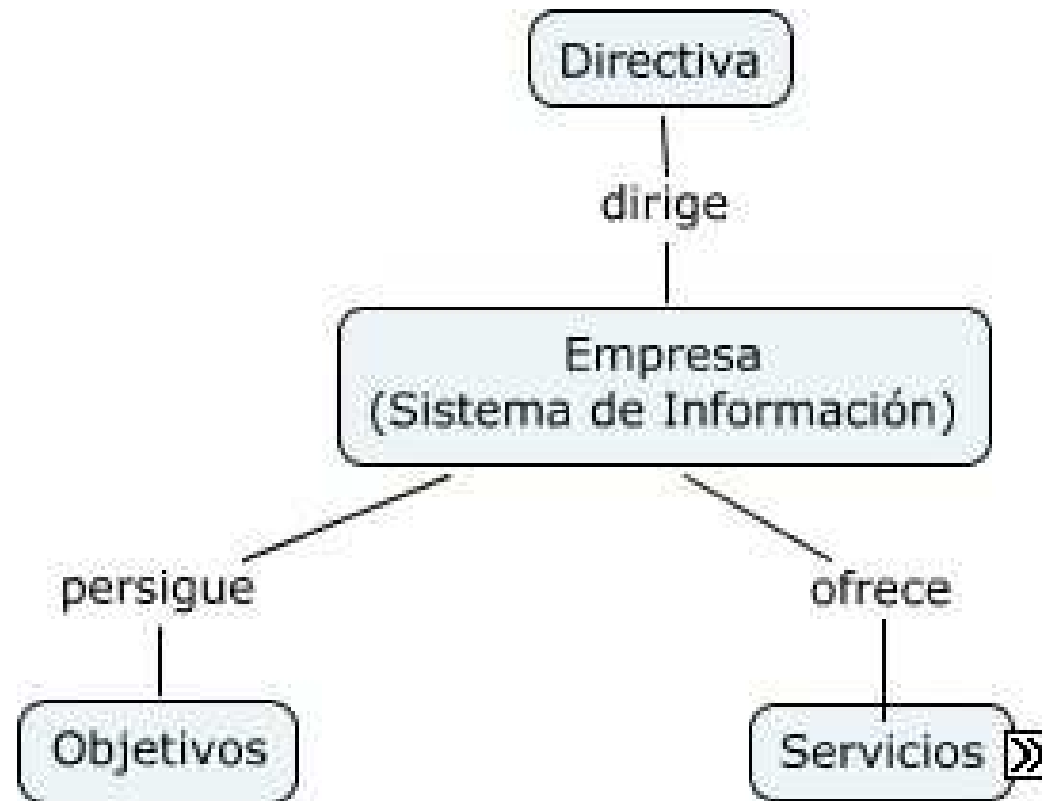 Directiva
dirige
Empresa
(Sistema de Información)
persigue
ofrece
Objetivos
Servicios